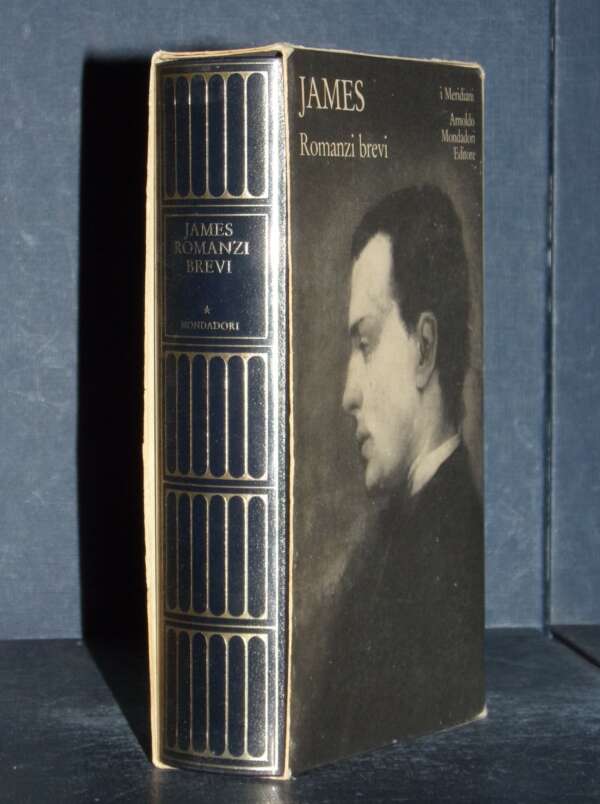 JAMES
ROMANZI
BREVI
*
MONDADORI
JAMES
Romanzi brevi
i Meridiani
Arnoldo
Mondadori
Editore